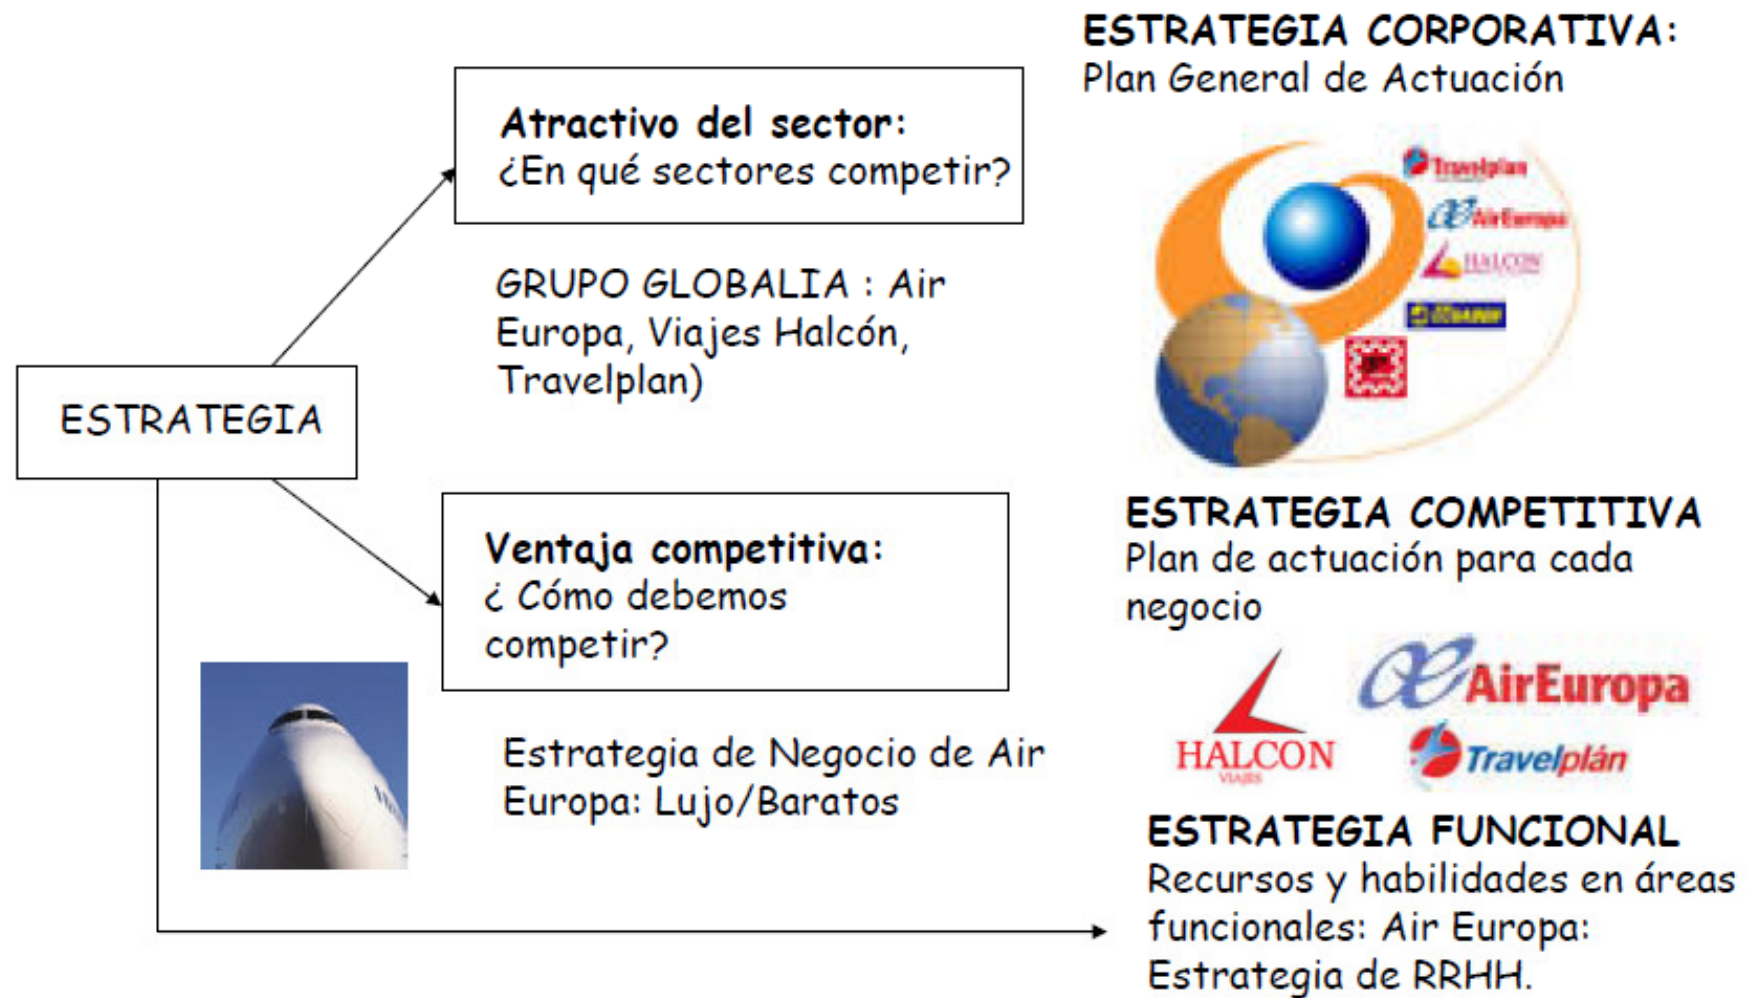 ESTRATEGIA CORPORATIVA:
Plan General de Actuación
Atractivo del sector:
¿En qué sectores competir?
Travelplan
AirEuropa
HALCON
GRUPO GLOBALIA : Air
Europa, Viajes Halcón,
Travelplan)
ESTRATEGIA
ESTRATEGIA COMPETITIVA
Plan de actuación para cada
negocio
Ventaja competitiva:
¿ Cómo debemos
competir?
AirEuropa
HALCON
VIAJES
Travelplán
Estrategia de Negocio de Air
Europa: Lujo/Baratos
ESTRATEGIA FUNCIONAL
Recursos y habilidades en áreas
funcionales: Air Europa:
Estrategia de RRHH.